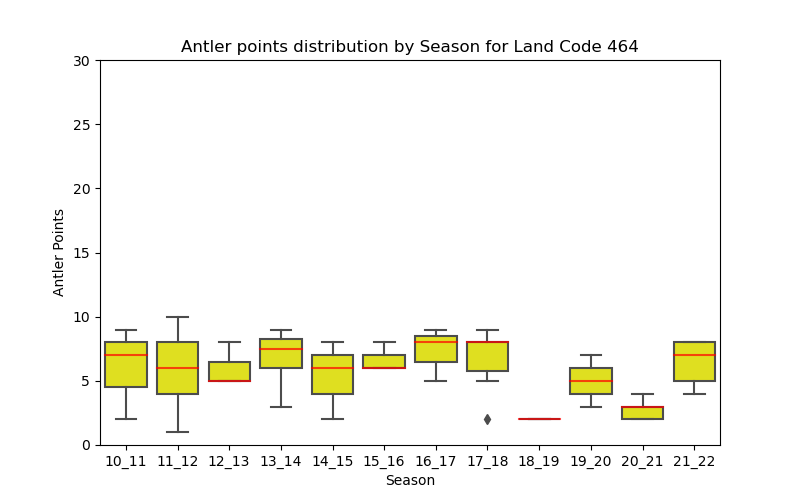 Antler points distribution by Season for Land Code 464
30
25
20
15
10
5
0
Antler Points
10_11 11_12 12_13 13_14 14_15 15_16 16_17 17_18 18_19 19_20 20_21 21_22
Season